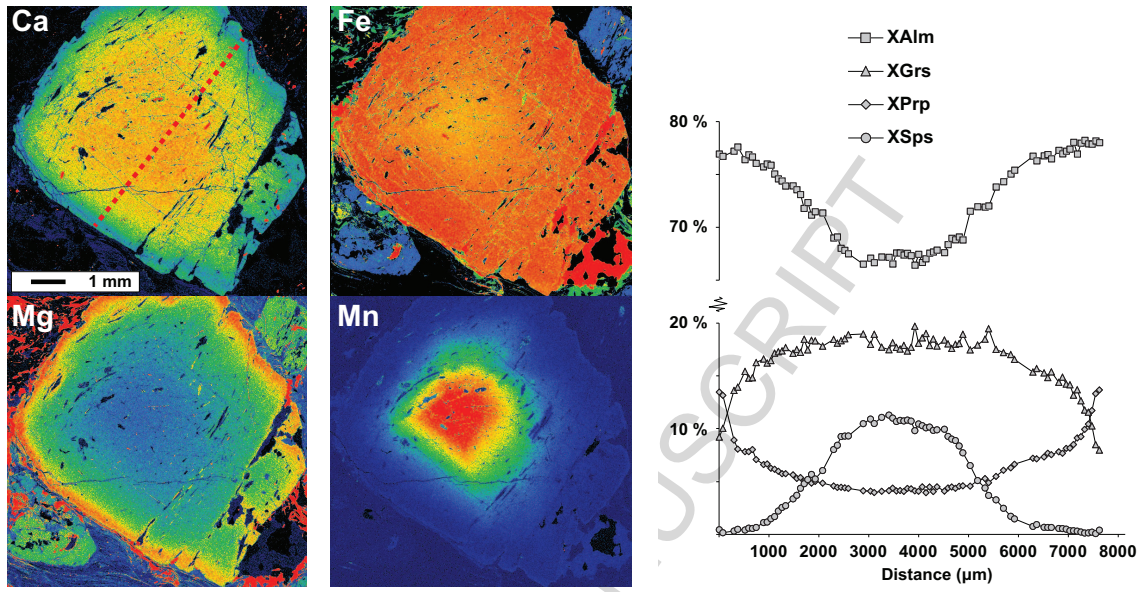 Ca
Fe
1 mm
Mg
Mn
XAlm
XGrs
XPrp
XSps
80 %
70 %
20 %
10 %
1000 2000 3000 4000 5000 6000 7000 8000
Distance (µm)
USCRIPT